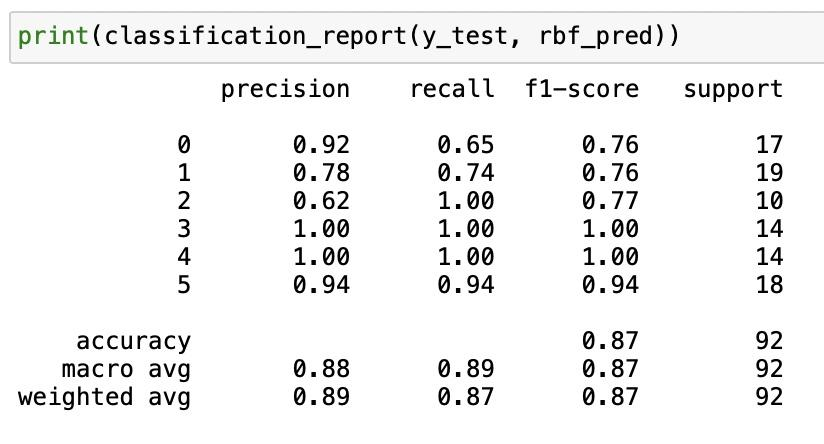 print(classification_report(y_test, rbf_pred))
precision recall f1-score support
0 0.92 0.65 0.76 17
1 0.78 0.74 0.76 19
2 0.62 1.00 0.77 10
3 1.00 1.00 1.00 14
4 1.00 1.00 1.00 14
5 0.94 0.94 0.94 18
accuracy 0.87 92
macro avg 0.88 0.89 0.87 92
weighted avg 0.89 0.87 0.87 92